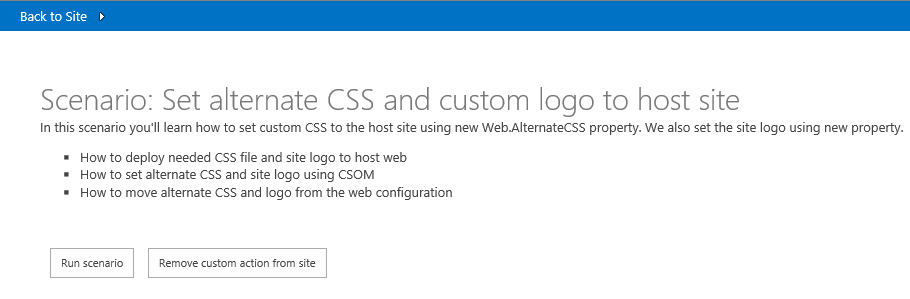 Back to Site
Scenario: Set alternate CSS and custom logo to host site
In this scenario you'll learn how to set custom CSS to the host site using new Web.AlternateCSS property. We also set the site logo using new property.
How to deploy needed CSS file and site logo to host web
How to set alternate CSS and site logo using CSOM
How to move alternate CSS and logo from the web configuration
Run scenario
Remove custom action from site